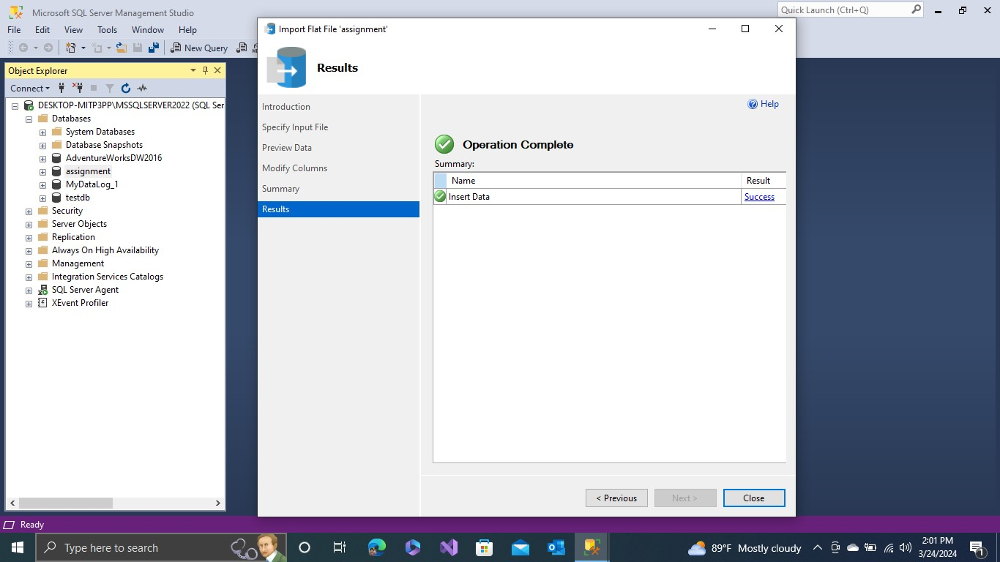 Microsoft SQL Server Management Studio
Quick Launch (Ctrl+Q)
File Edit View Tools Window Help
New Query
Object Explorer
Connect
DESKTOP-MITP3PP\MSSQLSERVER2022 (SQL Ser
Databases
System Databases
Database Snapshots
AdventureWorksDW2016
assignment
MyDataLog_1
testdb
Security
Server Objects
Replication
Always On High Availability
Management
Integration Services Catalogs
SQL Server Agent
XEvent Profiler
Import Flat File 'assignment'
Results
Introduction
Specify Input File
Preview Data
Modify Columns
Summary
Results
Help
Operation Complete
Summary:
Name Result
Insert Data Success
< Previous Next > Close
Ready
Type here to search
89°F Mostly cloudy
2:01 PM
3/24/2024
1